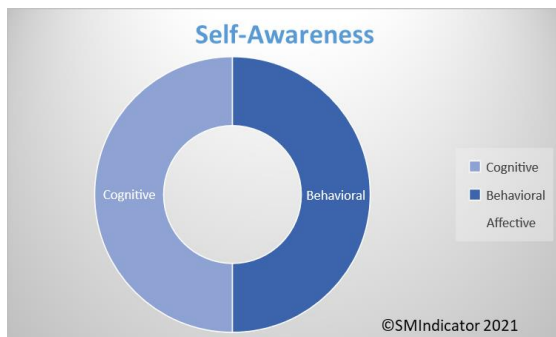 Self-Awareness
Cognitive
Behavioral
Cognitive
Behavioral
Affective
©SMIndicator 2021